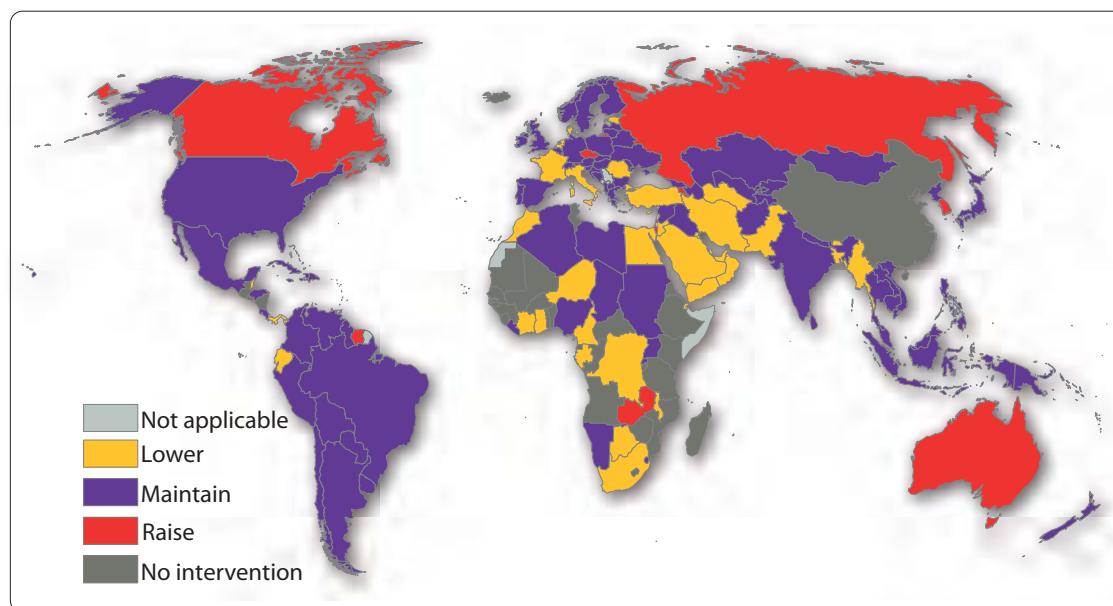 Not applicable
Lower
Maintain
Raise
No intervention